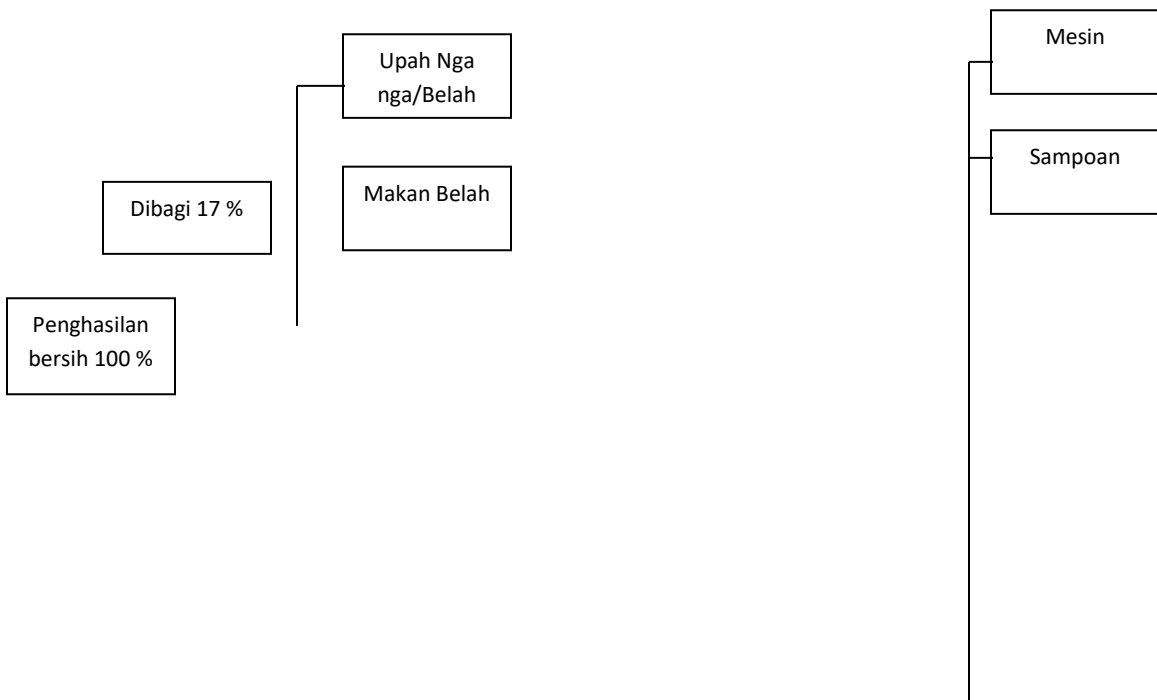 Mesin
Upah Nga
nga/Belah
Sampoan
Makan Belah
Dibagi 17 %
Penghasilan
bersih 100 %